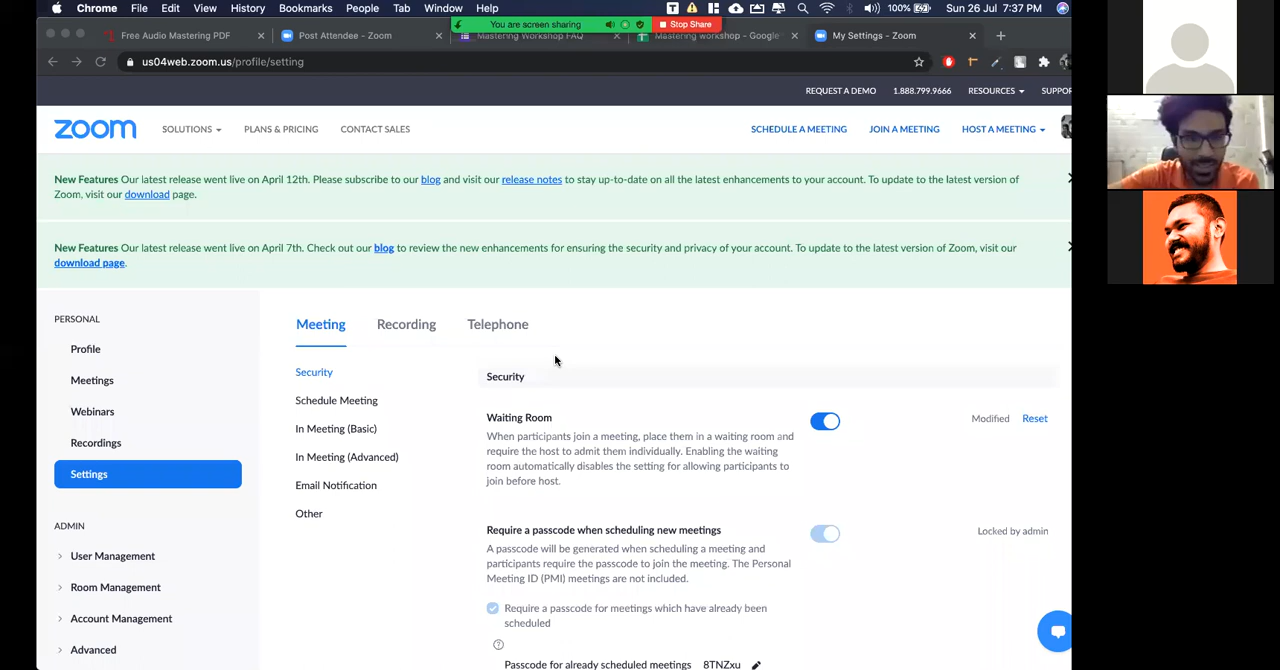 Chrome File Edit View History Bookmarks People Tab Window Help 100% Sun 26 Jul 7:37 PM
You are screen sharing Stop Share
Free Audio Mastering PDF Post Attendee - Zoom Mastering Workshop FAQ Mastering workshop - Google My Settings - Zoom
us04web.zoom.us/profile/setting
REQUEST A DEMO 1.888.799.9666 RESOURCES SUPPOR
zoom SOLUTIONS PLANS & PRICING CONTACT SALES SCHEDULE A MEETING JOIN A MEETING HOST A MEETING
New Features Our latest release went live on April 12th. Please subscribe to our blog and visit our release notes to stay up-to-date on all the latest enhancements to your account. To update to the latest version of
Zoom, visit our download page.
New Features Our latest release went live on April 7th. Check out our blog to review the new enhancements for ensuring the security and privacy of your account. To update to the latest version of Zoom, visit our
download page.
PERSONAL
Profile
Meetings
Webinars
Recordings
Settings
ADMIN
User Management
Room Management
Account Management
Advanced
Meeting Recording Telephone
Security
Schedule Meeting
In Meeting (Basic)
In Meeting (Advanced)
Email Notification
Other
Security
Waiting Room Modified Reset
When participants join a meeting, place them in a waiting room and
require the host to admit them individually. Enabling the waiting
room automatically disables the setting for allowing participants to
join before host.
Require a passcode when scheduling new meetings Locked by admin
A passcode will be generated when scheduling a meeting and
participants require the passcode to join the meeting. The Personal
Meeting ID (PMI) meetings are not included.
Require a passcode for meetings which have already been
scheduled
Passcode for already scheduled meetings 8TNZxu